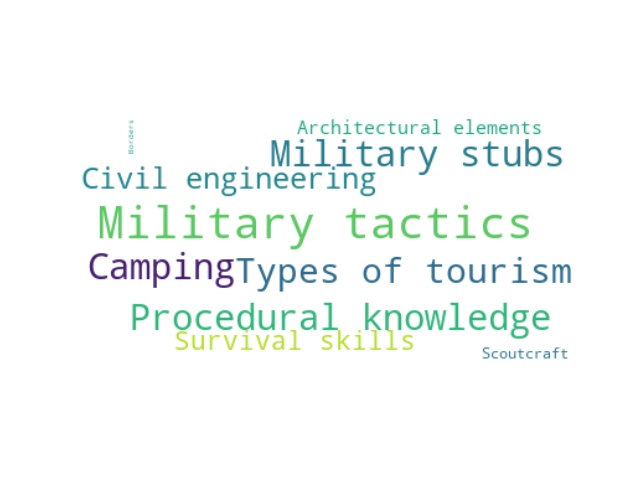 Borders
Architectural elements
Military stubs
Civil engineering
Military tactics
Camping
Types of tourism
Procedural knowledge
Survival skills
Scoutcraft